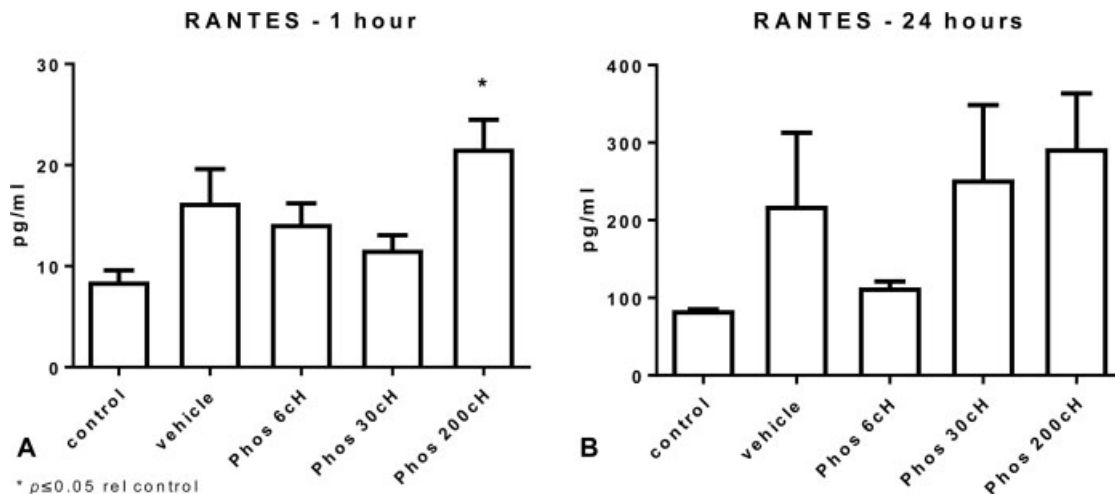 RANTES - 1 hour
30
20
10
0
pg/ml
*
control
vehicle
Phos 6cH
Phos 30cH
Phos 200cH
A
* p≤0.05 rel control
RANTES - 24 hours
400
300
200
100
0
pg/ml
control
vehicle
Phos 6cH
Phos 30cH
Phos 200cH
B